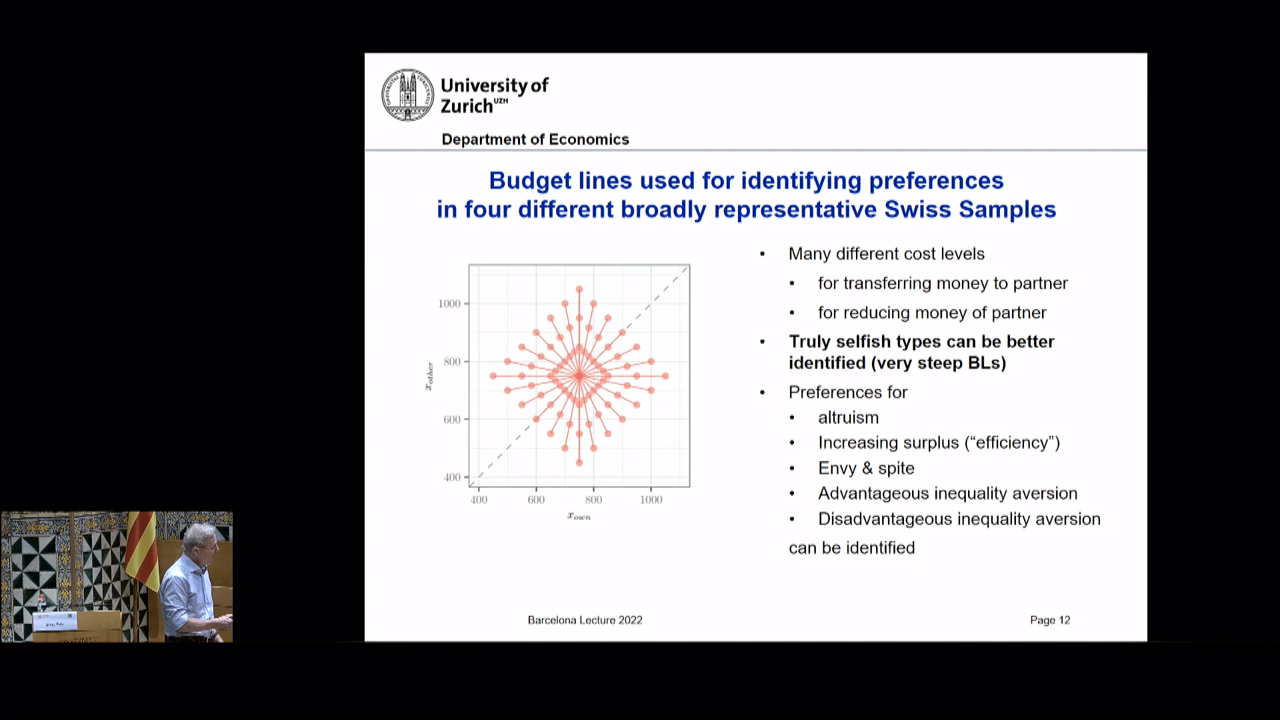 University of
Zurich UZH
Department of Economics
Budget lines used for identifying preferences
in four different broadly representative Swiss Samples
1000
800
600
400
x_other
400
600
800
1000
x_own
• Many different cost levels
• for transferring money to partner
• for reducing money of partner
• Truly selfish types can be better
identified (very steep BLs)
• Preferences for
• altruism
• Increasing surplus (“efficiency”)
• Envy & spite
• Advantageous inequality aversion
• Disadvantageous inequality aversion
can be identified
Barcelona Lecture 2022
Page 12